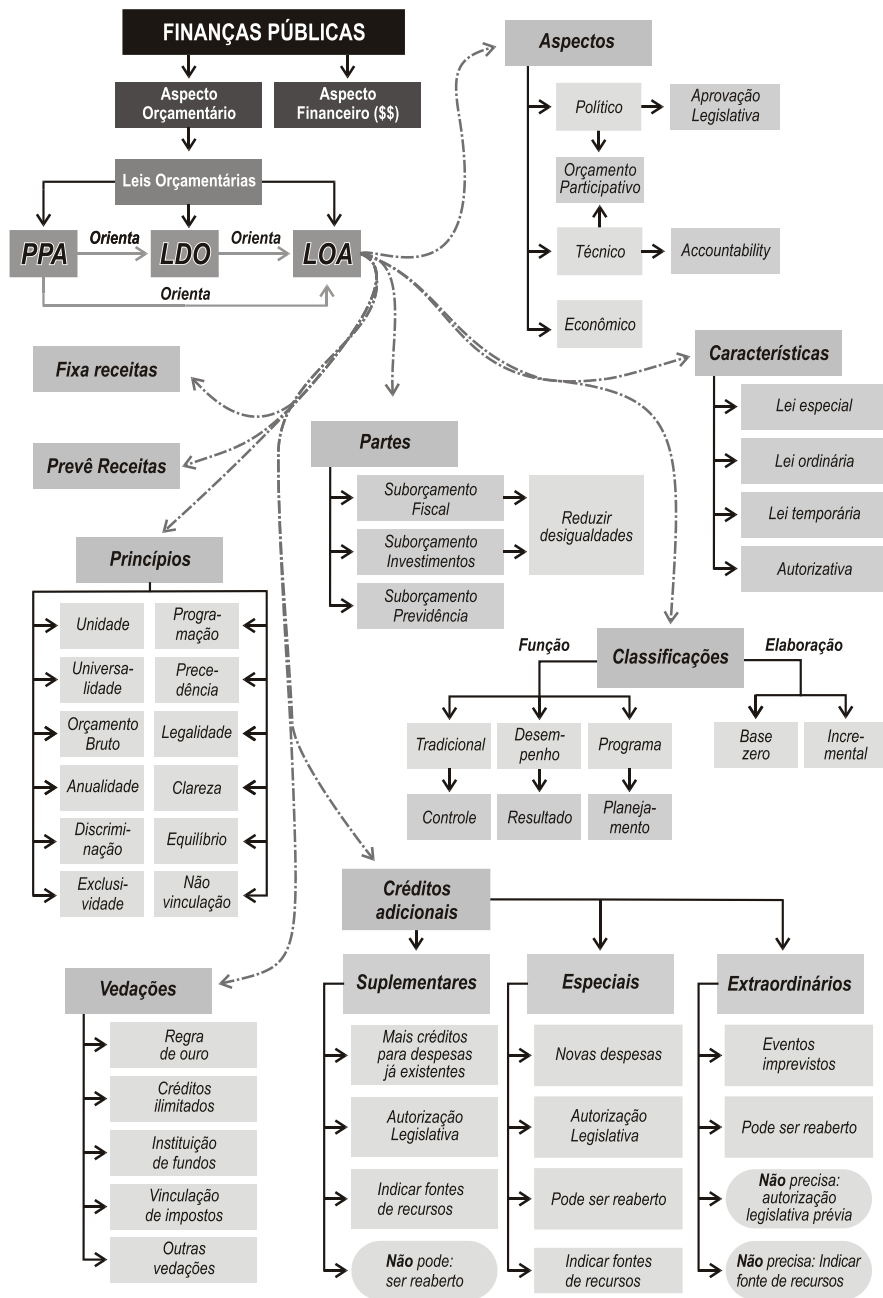 FINANÇAS PÚBLICAS
Aspecto
Orçamentário
Aspecto
Financeiro ($$)
Leis Orçamentárias
PPA
Orienta
LDO
Orienta
LOA
Orienta
Aspectos
Político
Aprovação
Legislativa
Orçamento
Participativo
Técnico
Accountability
Econômico
Características
Lei especial
Lei ordinária
Lei temporária
Autorizativa
Fixa receitas
Prevê Receitas
Partes
Suborçamento
Fiscal
Suborçamento
Investimentos
Suborçamento
Previdência
Reduzir
desigualdades
Princípios
Unidade
Progra-
mação
Universa-
lidade
Prece-
dência
Orçamento
Bruto
Legalidade
Anualidade
Clareza
Discrimi-
nação
Equilíbrio
Exclusi-
vidade
Não
vinculação
Função
Classificações
Elaboração
Tradicional
Desem-
penho
Programa
Base
zero
Incre-
mental
Controle
Resultado
Planeja-
mento
Créditos
adicionais
Suplementares
Mais créditos
para despesas
já existentes
Autorização
Legislativa
Indicar fontes
de recursos
Não pode:
ser reaberto
Especiais
Novas despesas
Autorização
Legislativa
Pode ser reaberto
Indicar fontes
de recursos
Extraordinários
Eventos
imprevistos
Pode ser reaberto
Não precisa:
autorização
legislativa prévia
Não precisa: Indicar
fonte de recursos
Vedações
Regra
de ouro
Créditos
ilimitados
Instituição
de fundos
Vinculação
de impostos
Outras
vedações